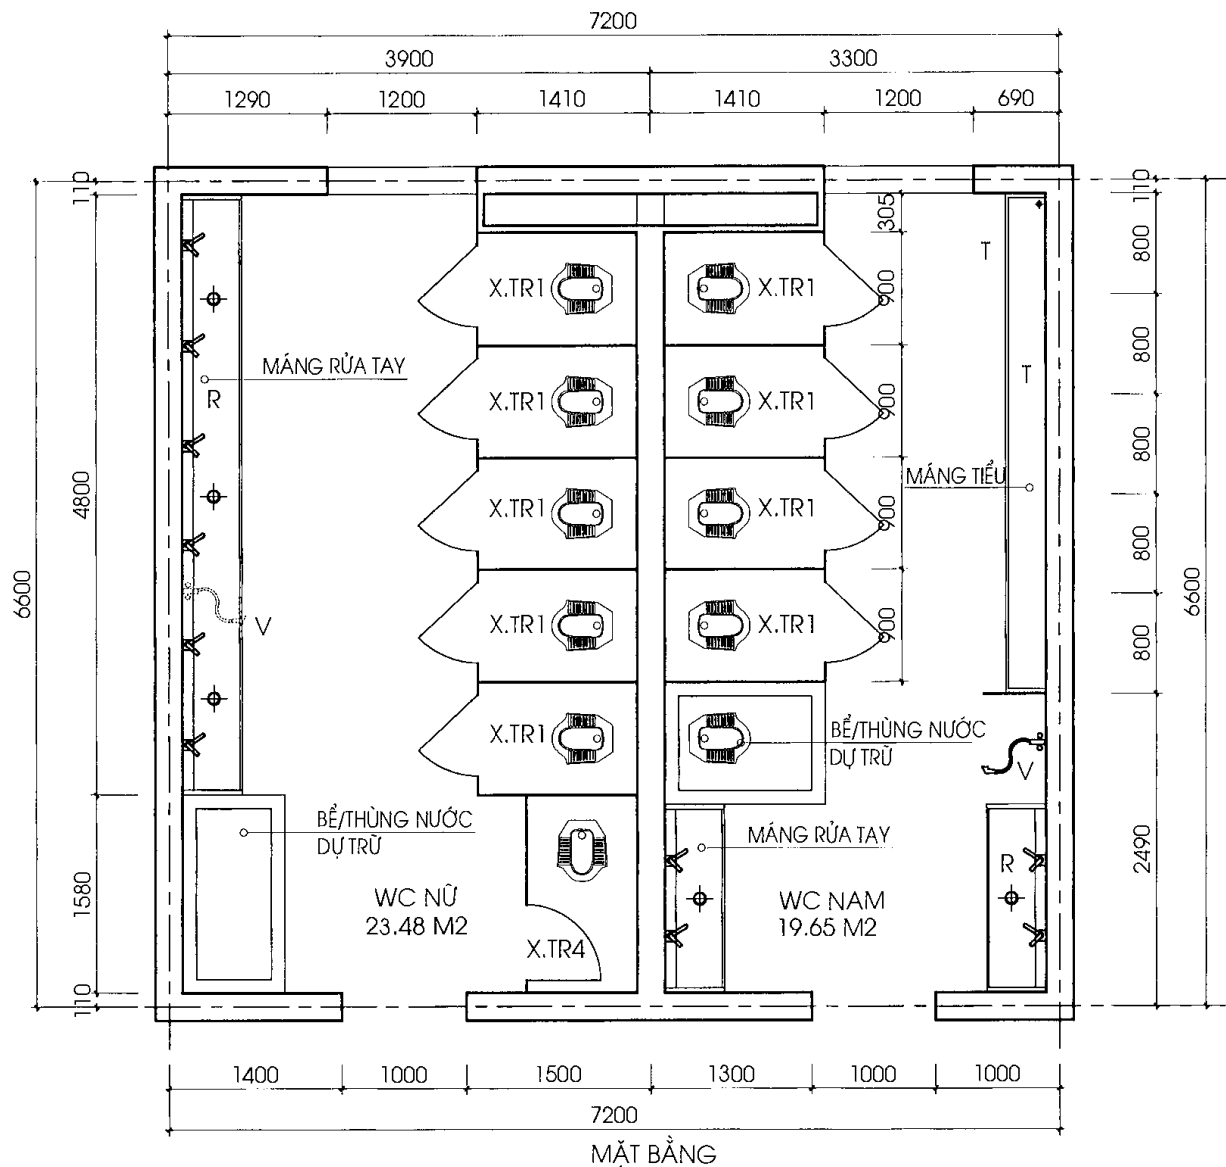 7200
3900 3300
1290 1200 1410 1410 1200 690
110 110
305
800
T
X.TR1 X.TR1 900
800
MÁNG RỬA TAY
T
R X.TR1 X.TR1 900
800
4800
MÁNG TIỂU
X.TR1 X.TR1 900
800
6600 6600
V X.TR1 X.TR1 900
800
X.TR1
BỂ/THÙNG NƯỚC
DỰ TRỮ
V
BỂ/THÙNG NƯỚC
DỰ TRỮ
MÁNG RỬA TAY
2490
R
1580
WC NỮ
23.48 M2
WC NAM
19.65 M2
X.TR4
110
1400 1000 1500 1300 1000 1000
7200
MẶT BẰNG